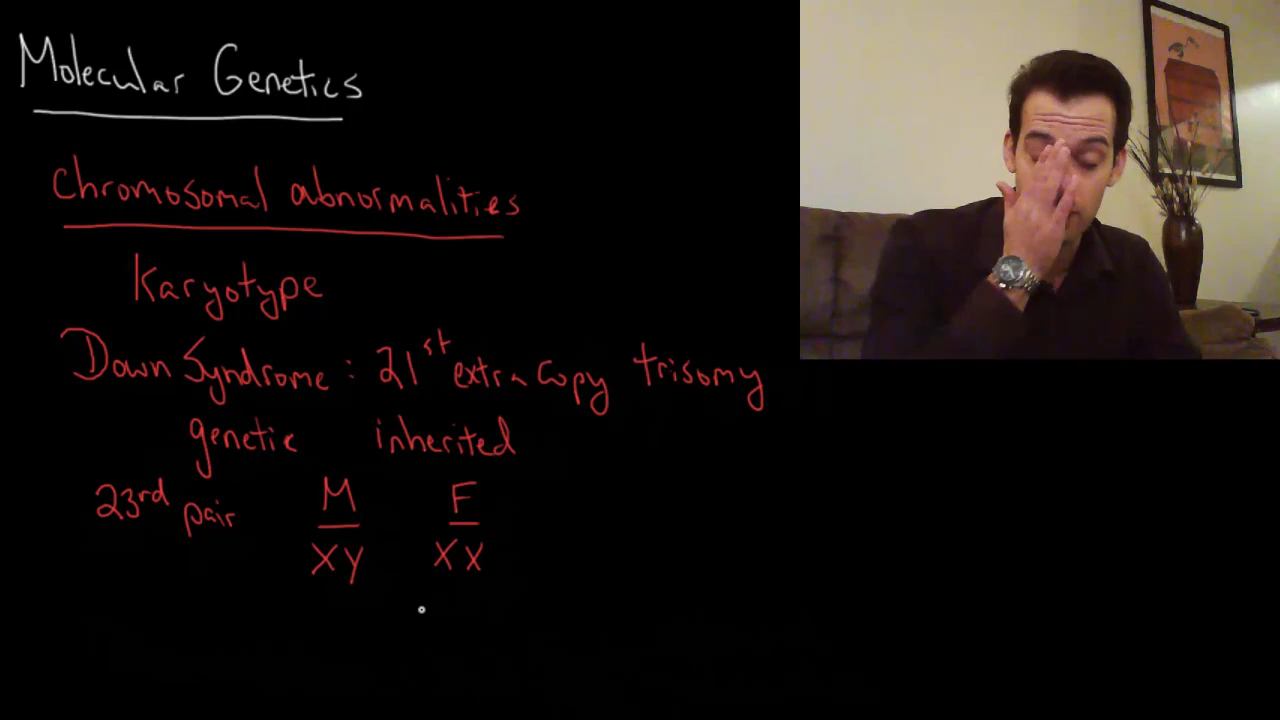 Molecular Genetics
Chromosomal abnormalities
Karyotype
Down Syndrome : 21st extra copy trisomy
genetic inherited
23rd pair M F
XY XX